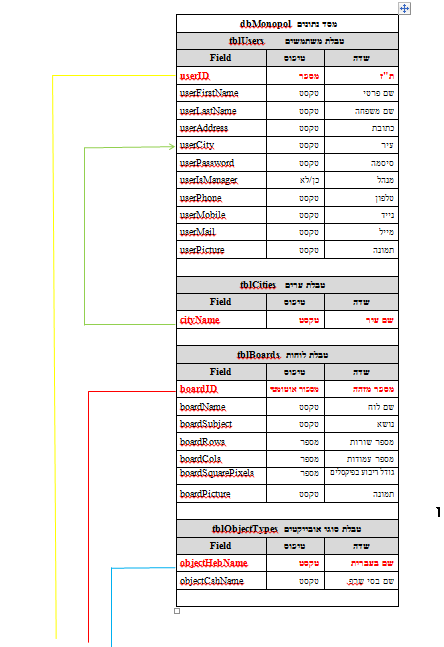 מסד נתונים dbMonopol
טבלת משתמשים tblUsers
שדה טיפוס Field
ת"ז מספר userID
שם פרטי טקסט userFirstName
שם משפחה טקסט userLastName
כתובת טקסט userAddress
עיר טקסט userCity
סיסמה טקסט userPassword
מנהל כן/לא userIsManager
טלפון טקסט userPhone
נייד טקסט userMobile
מייל טקסט userMail
תמונה טקסט userPicture
טבלת ערים tblCities
שדה טיפוס Field
שם עיר טקסט cityName
טבלת לוחות tblBoards
שדה טיפוס Field
מספר מזהה מספור אוטומטי boardID
שם לוח טקסט boardName
נושא טקסט boardSubject
מספר שורות מספר boardRows
מספר עמודות מספר boardCols
גודל ריבוע בפיקסלים מספר boardSquarePixels
תמונה טקסט boardPicture
טבלת סוגי אובייקטים tblObjectTypes
שדה טיפוס Field
שם בעברית טקסט objectHebName
שם בסי שרפ טקסט objectCshName